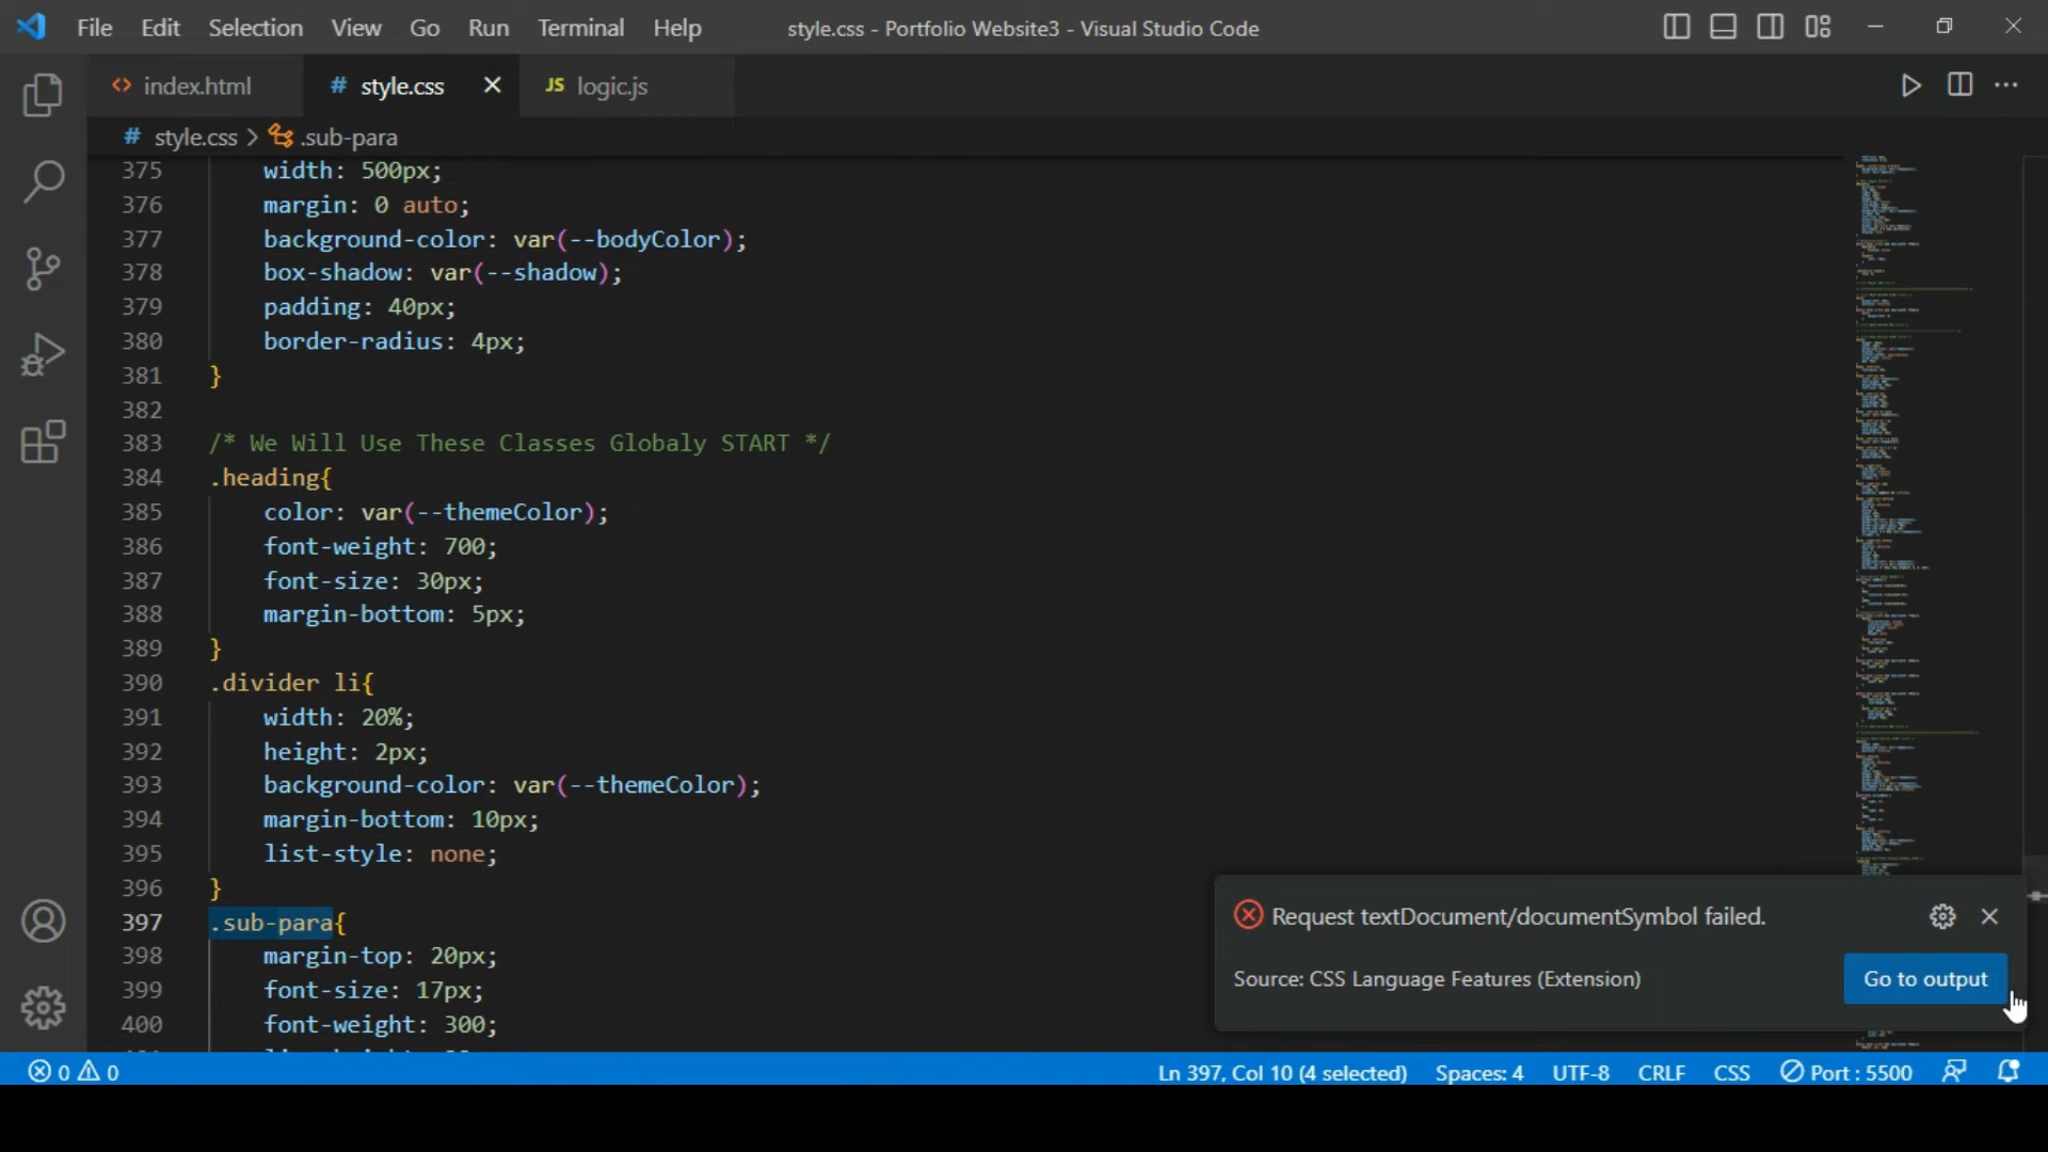 File Edit Selection View Go Run Terminal Help style.css - Portfolio Website3 - Visual Studio Code
<> index.html # style.css JS logic.js
# style.css > .sub-para
375 width: 500px;
376 margin: 0 auto;
377 background-color: var(--bodyColor);
378 box-shadow: var(--shadow);
379 padding: 40px;
380 border-radius: 4px;
381 }
382
383 /* We Will Use These Classes Globaly START */
384 .heading{
385 color: var(--themeColor);
386 font-weight: 700;
387 font-size: 30px;
388 margin-bottom: 5px;
389 }
390 .divider li{
391 width: 20%;
392 height: 2px;
393 background-color: var(--themeColor);
394 margin-bottom: 10px;
395 list-style: none;
396 }
397 .sub-para{
398 margin-top: 20px;
399 font-size: 17px;
400 font-weight: 300;
Request textDocument/documentSymbol failed.
Source: CSS Language Features (Extension)
Go to output
0 0 Ln 397, Col 10 (4 selected) Spaces: 4 UTF-8 CRLF CSS Port : 5500